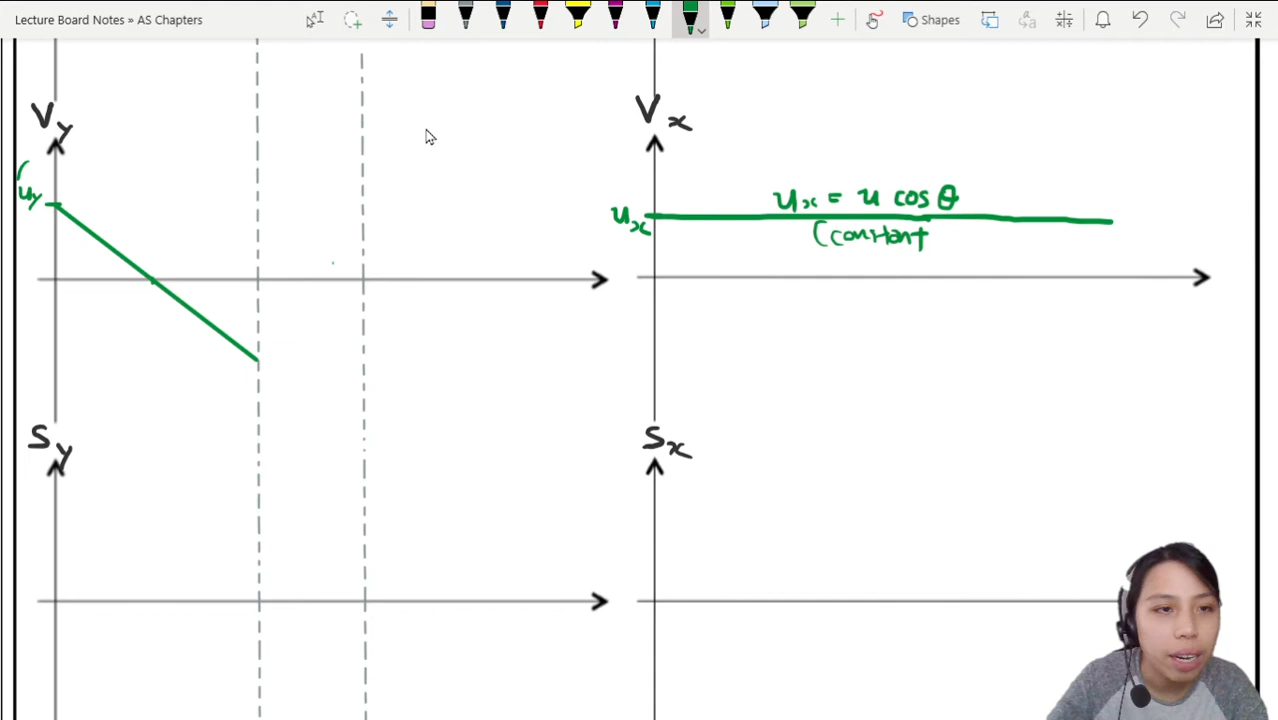 Lecture Board Notes » AS Chapters
Shapes
Vy
Vx
uy
ux
ux = u cos θ
(constant
Sy
Sx